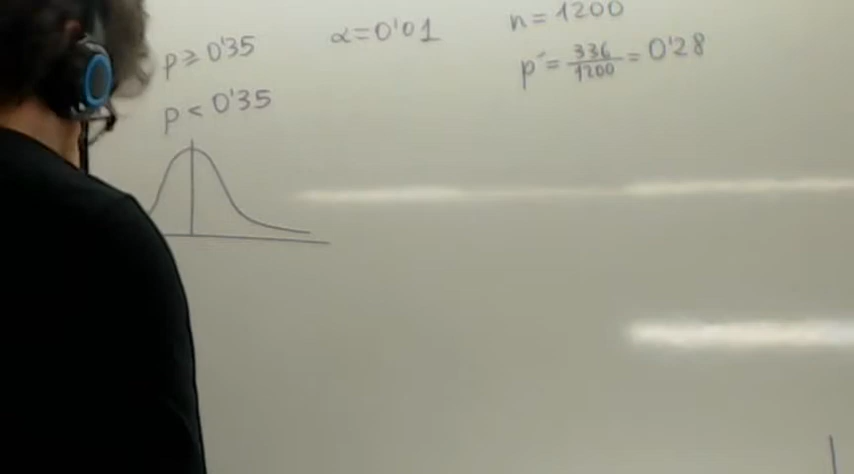 p ≥ 0'35
p < 0'35
α = 0'01
n = 1200
p´ = 336/1200 = 0'28